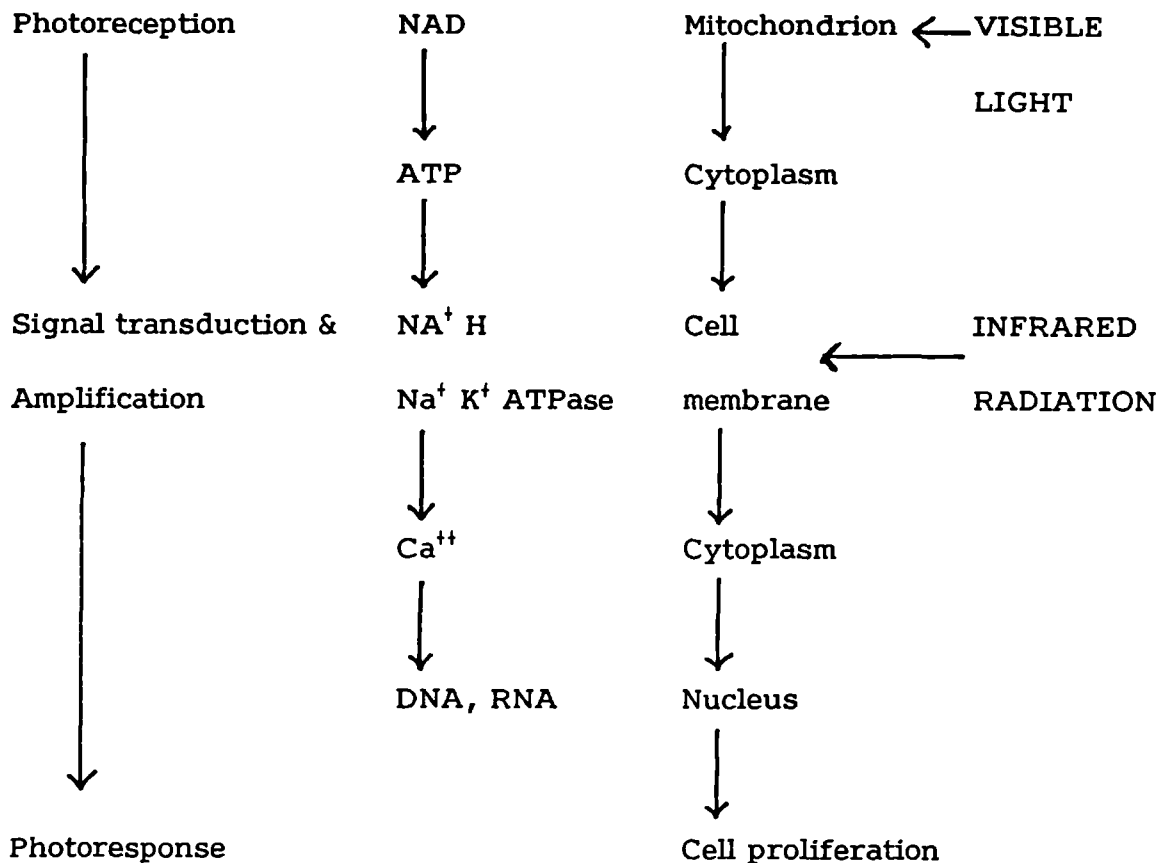 Photoreception NAD Mitochondrion VISIBLE
LIGHT
ATP Cytoplasm
Signal transduction & NA⁺ H Cell INFRARED
Amplification Na⁺ K⁺ ATPase membrane RADIATION
Ca⁺⁺ Cytoplasm
DNA, RNA Nucleus
Photoresponse Cell proliferation